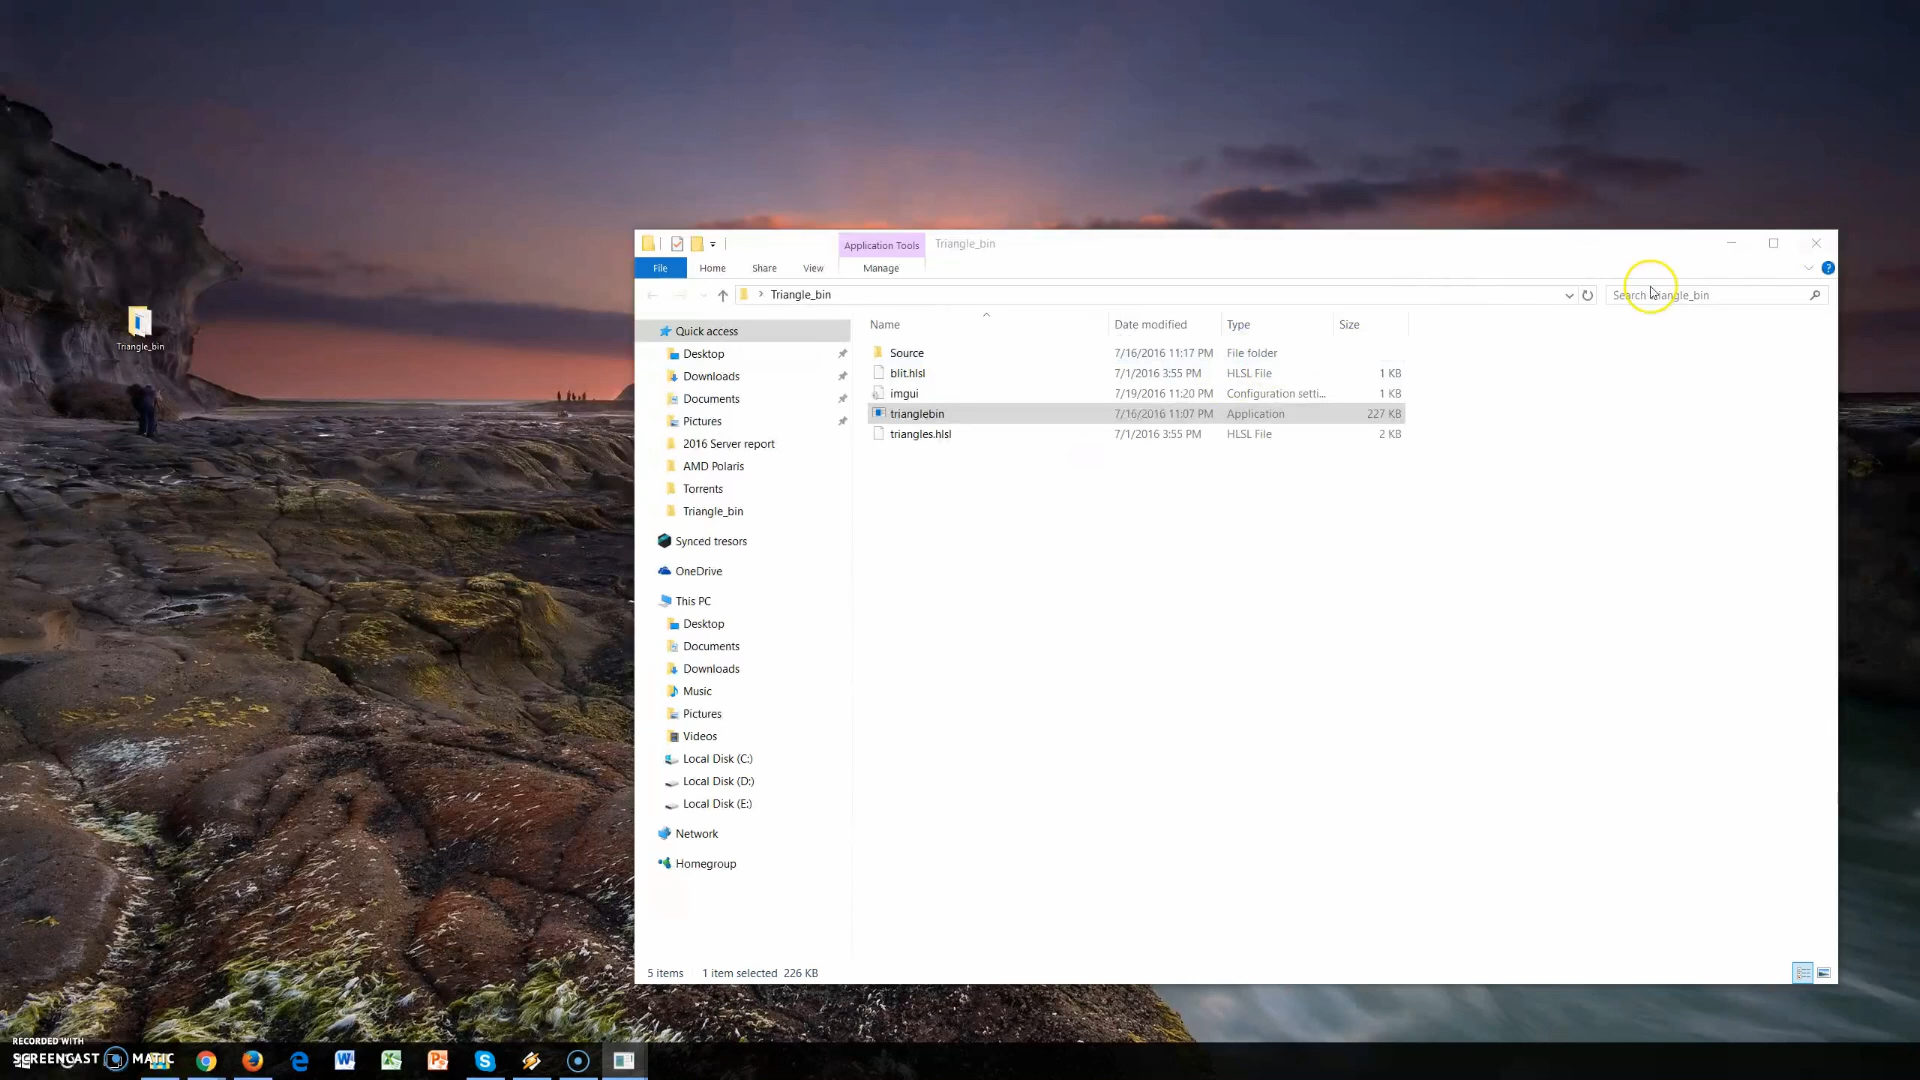 Triangle_bin
Application Tools
Triangle_bin
File
Home
Share
View
Manage
Triangle_bin
Name
Date modified
Type
Size
Source
7/16/2016 11:17 PM
File folder
blit.hlsl
7/1/2016 3:55 PM
HLSL File
1 KB
imgui
7/19/2016 11:20 PM
Configuration setti...
1 KB
trianglebin
7/16/2016 11:07 PM
Application
227 KB
triangles.hlsl
7/1/2016 3:55 PM
HLSL File
2 KB
Quick access
Desktop
Downloads
Documents
Pictures
2016 Server report
AMD Polaris
Torrents
Triangle_bin
Synced tresors
OneDrive
This PC
Desktop
Documents
Downloads
Music
Pictures
Videos
Local Disk (C:)
Local Disk (D:)
Local Disk (E:)
Network
Homegroup
5 items
1 item selected 226 KB
RECORDED WITH
SCREENCAST MATIC